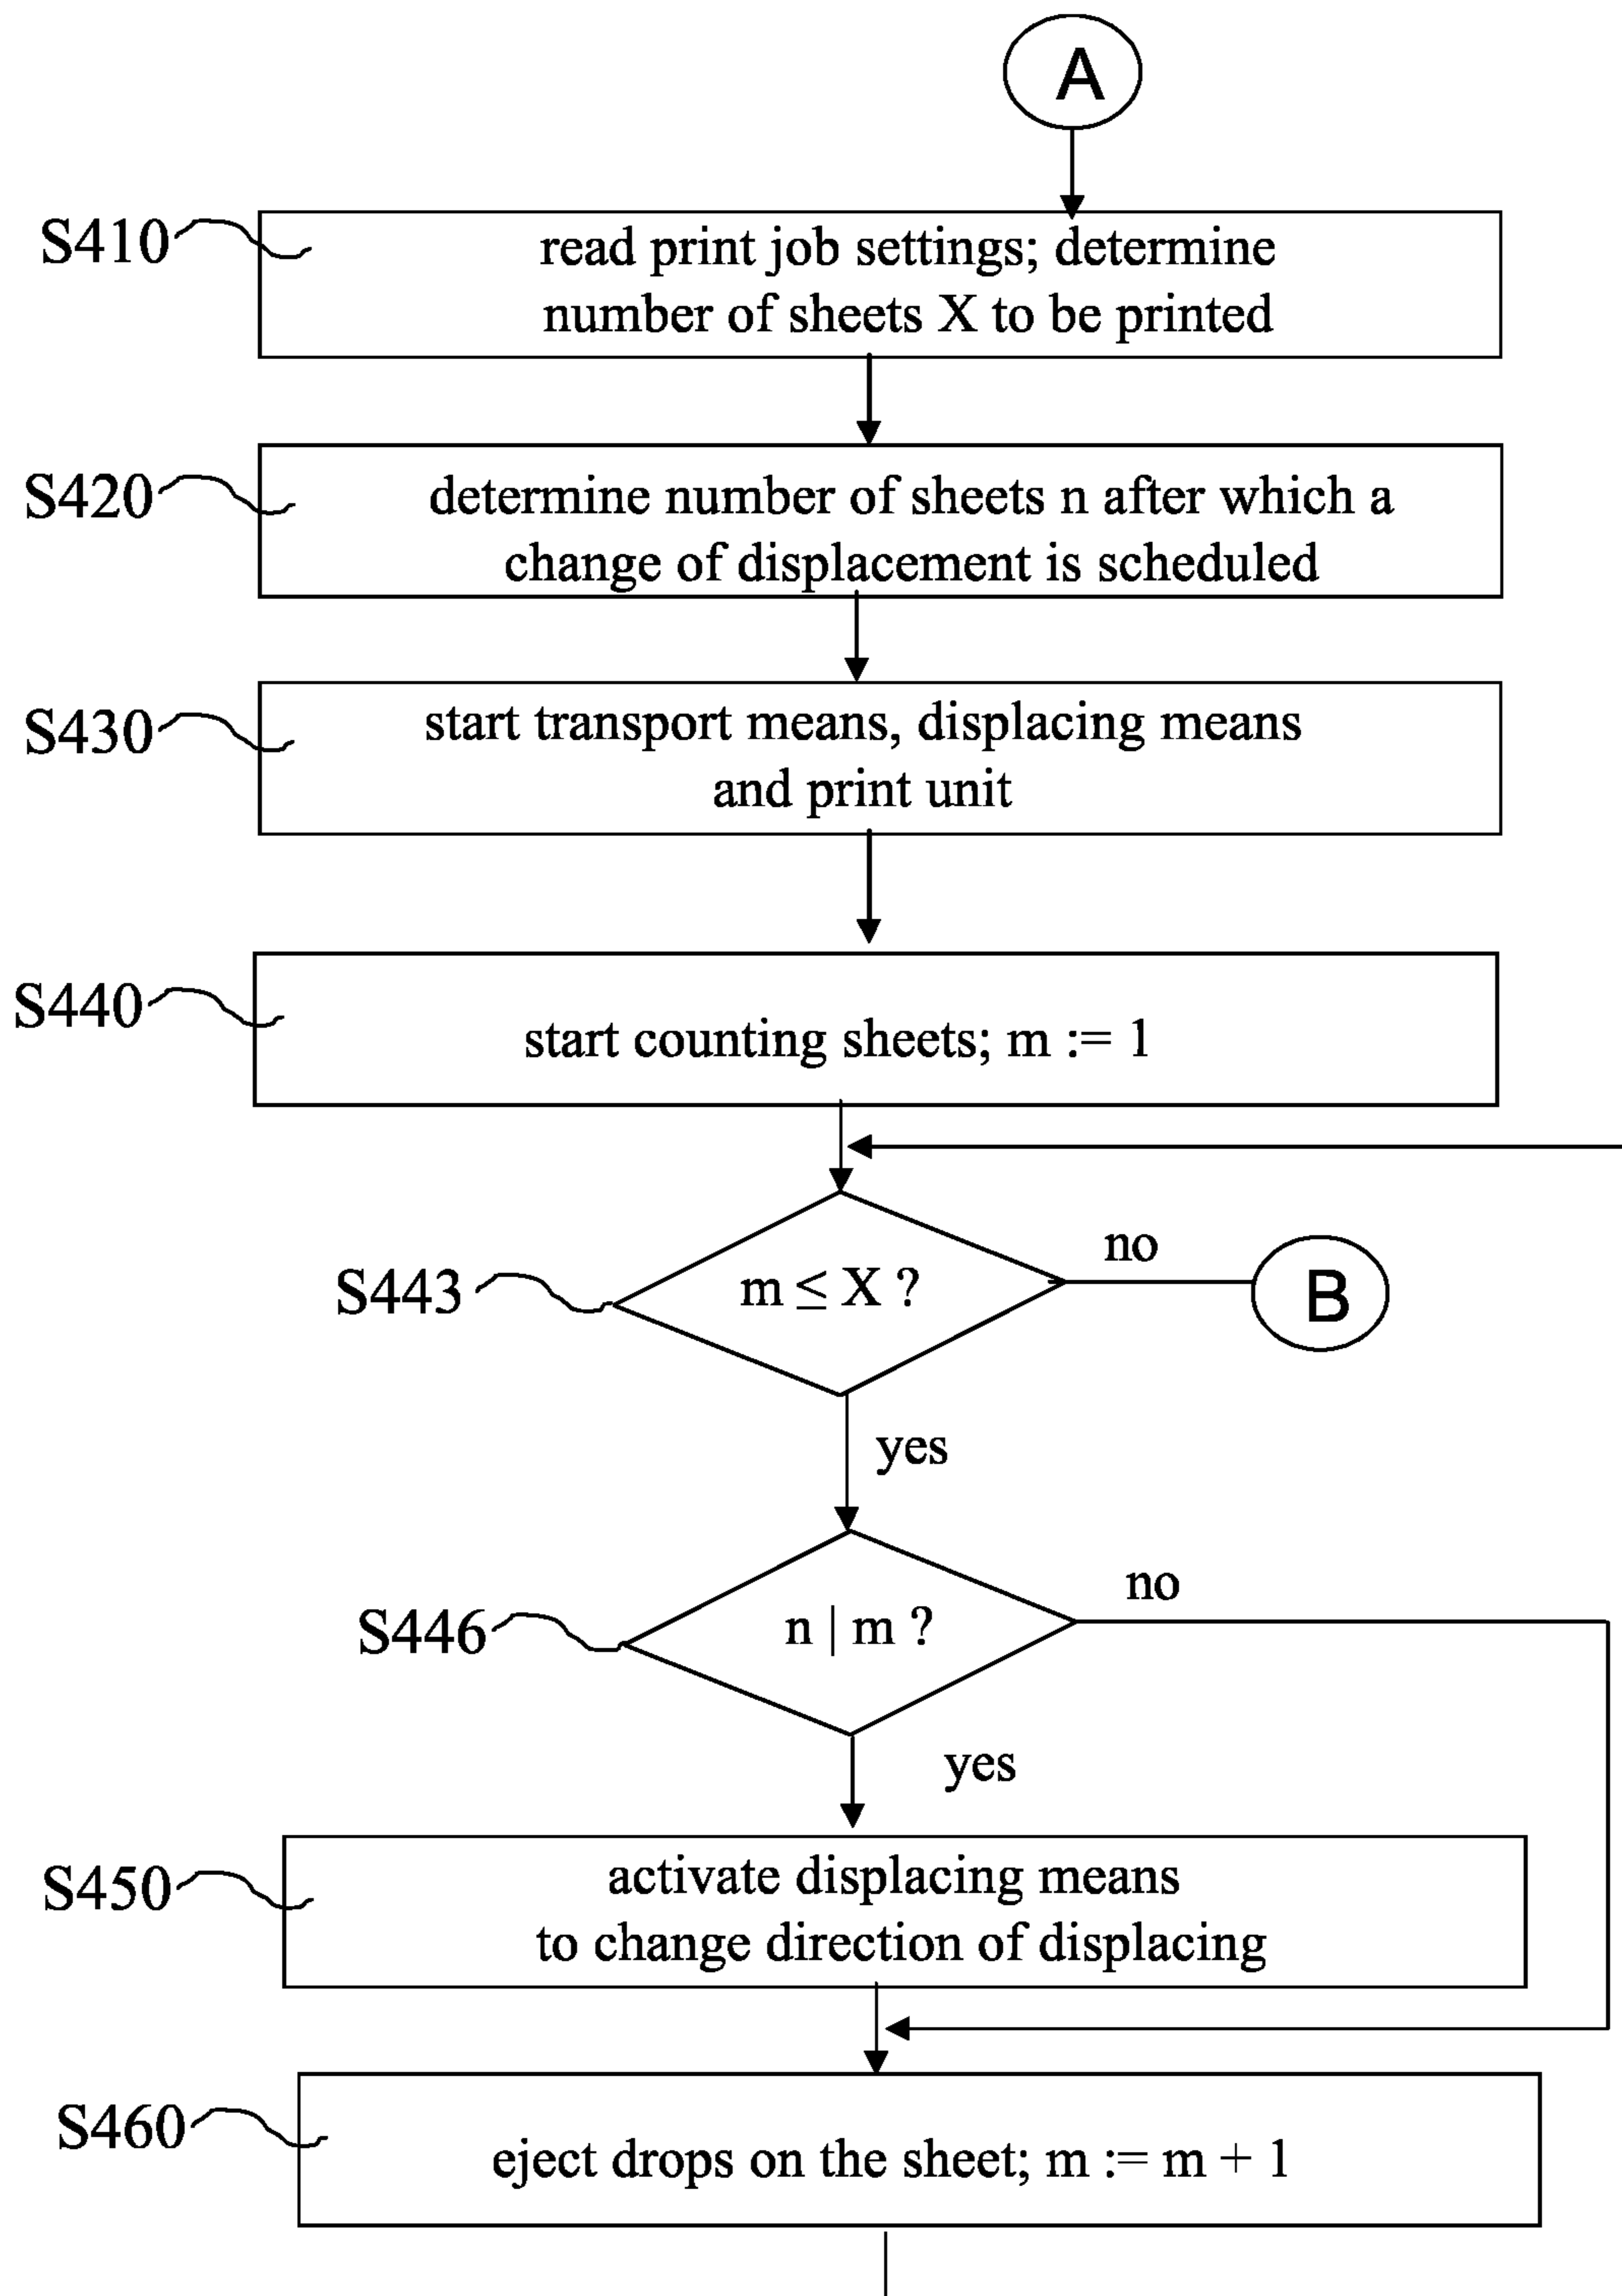 A
S410
read print job settings; determine
number of sheets X to be printed
S420
determine number of sheets n after which a
change of displacement is scheduled
S430
start transport means, displacing means
and print unit
S440
start counting sheets; m := 1
S443
m ≤ X ?
no
B
yes
S446
n | m ?
no
yes
S450
activate displacing means
to change direction of displacing
S460
eject drops on the sheet; m := m + 1